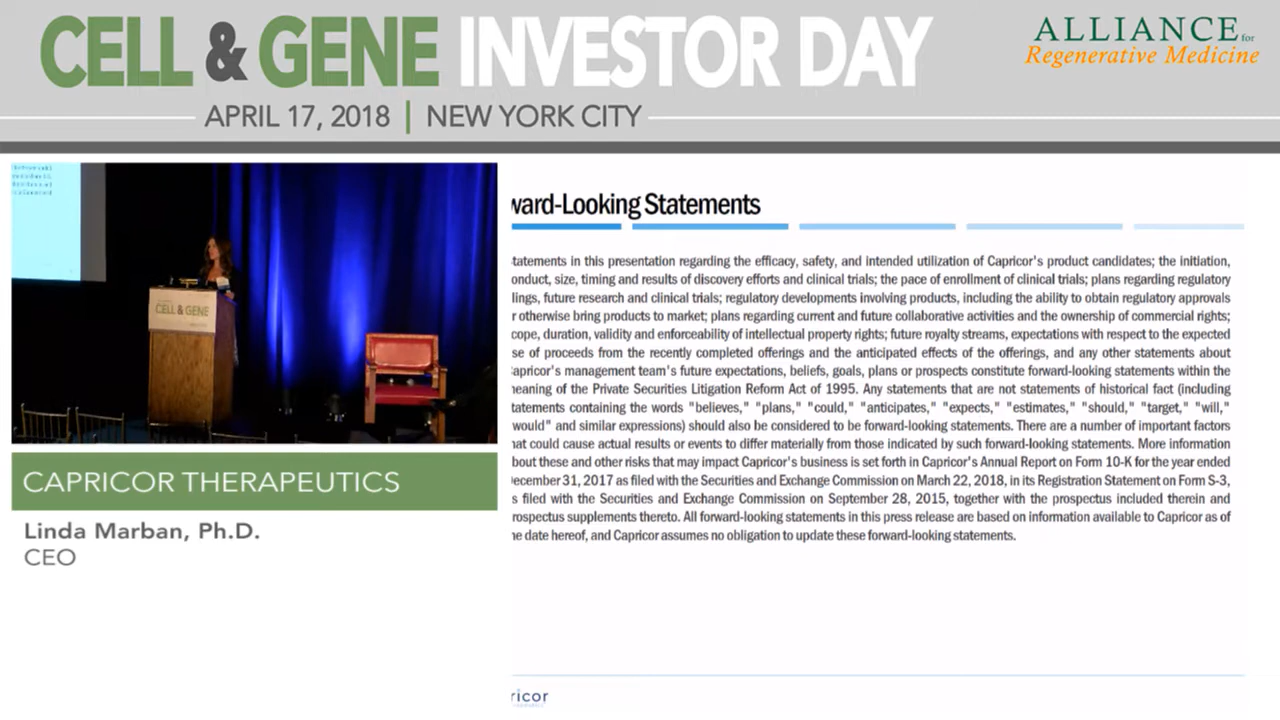 CELL & GENE INVESTOR DAY
APRIL 17, 2018 | NEW YORK CITY
ALLIANCE for
Regenerative Medicine
CELL & GENE
CAPRICOR THERAPEUTICS
Linda Marban, Ph.D.
CEO
ward-Looking Statements
tatements in this presentation regarding the efficacy, safety, and intended utilization of Capricor's product candidates; the initiation,
onduct, size, timing and results of discovery efforts and clinical trials; the pace of enrollment of clinical trials; plans regarding regulatory
lings, future research and clinical trials; regulatory developments involving products, including the ability to obtain regulatory approvals
r otherwise bring products to market; plans regarding current and future collaborative activities and the ownership of commercial rights;
cope, duration, validity and enforceability of intellectual property rights; future royalty streams, expectations with respect to the expected
se of proceeds from the recently completed offerings and the anticipated effects of the offerings, and any other statements about
apricor's management team's future expectations, beliefs, goals, plans or prospects constitute forward-looking statements within the
neaning of the Private Securities Litigation Reform Act of 1995. Any statements that are not statements of historical fact (including
tatements containing the words "believes," "plans," "could," "anticipates," "expects," "estimates," "should," "target," "will,"
would" and similar expressions) should also be considered to be forward-looking statements. There are a number of important factors
nat could cause actual results or events to differ materially from those indicated by such forward-looking statements. More information
bout these and other risks that may impact Capricor's business is set forth in Capricor's Annual Report on Form 10-K for the year ended
ecember 31, 2017 as filed with the Securities and Exchange Commission on March 22, 2018, in its Registration Statement on Form S-3,
s filed with the Securities and Exchange Commission on September 28, 2015, together with the prospectus included therein and
rospectus supplements thereto. All forward-looking statements in this press release are based on information available to Capricor as of
ne date hereof, and Capricor assumes no obligation to update these forward-looking statements.
ricor